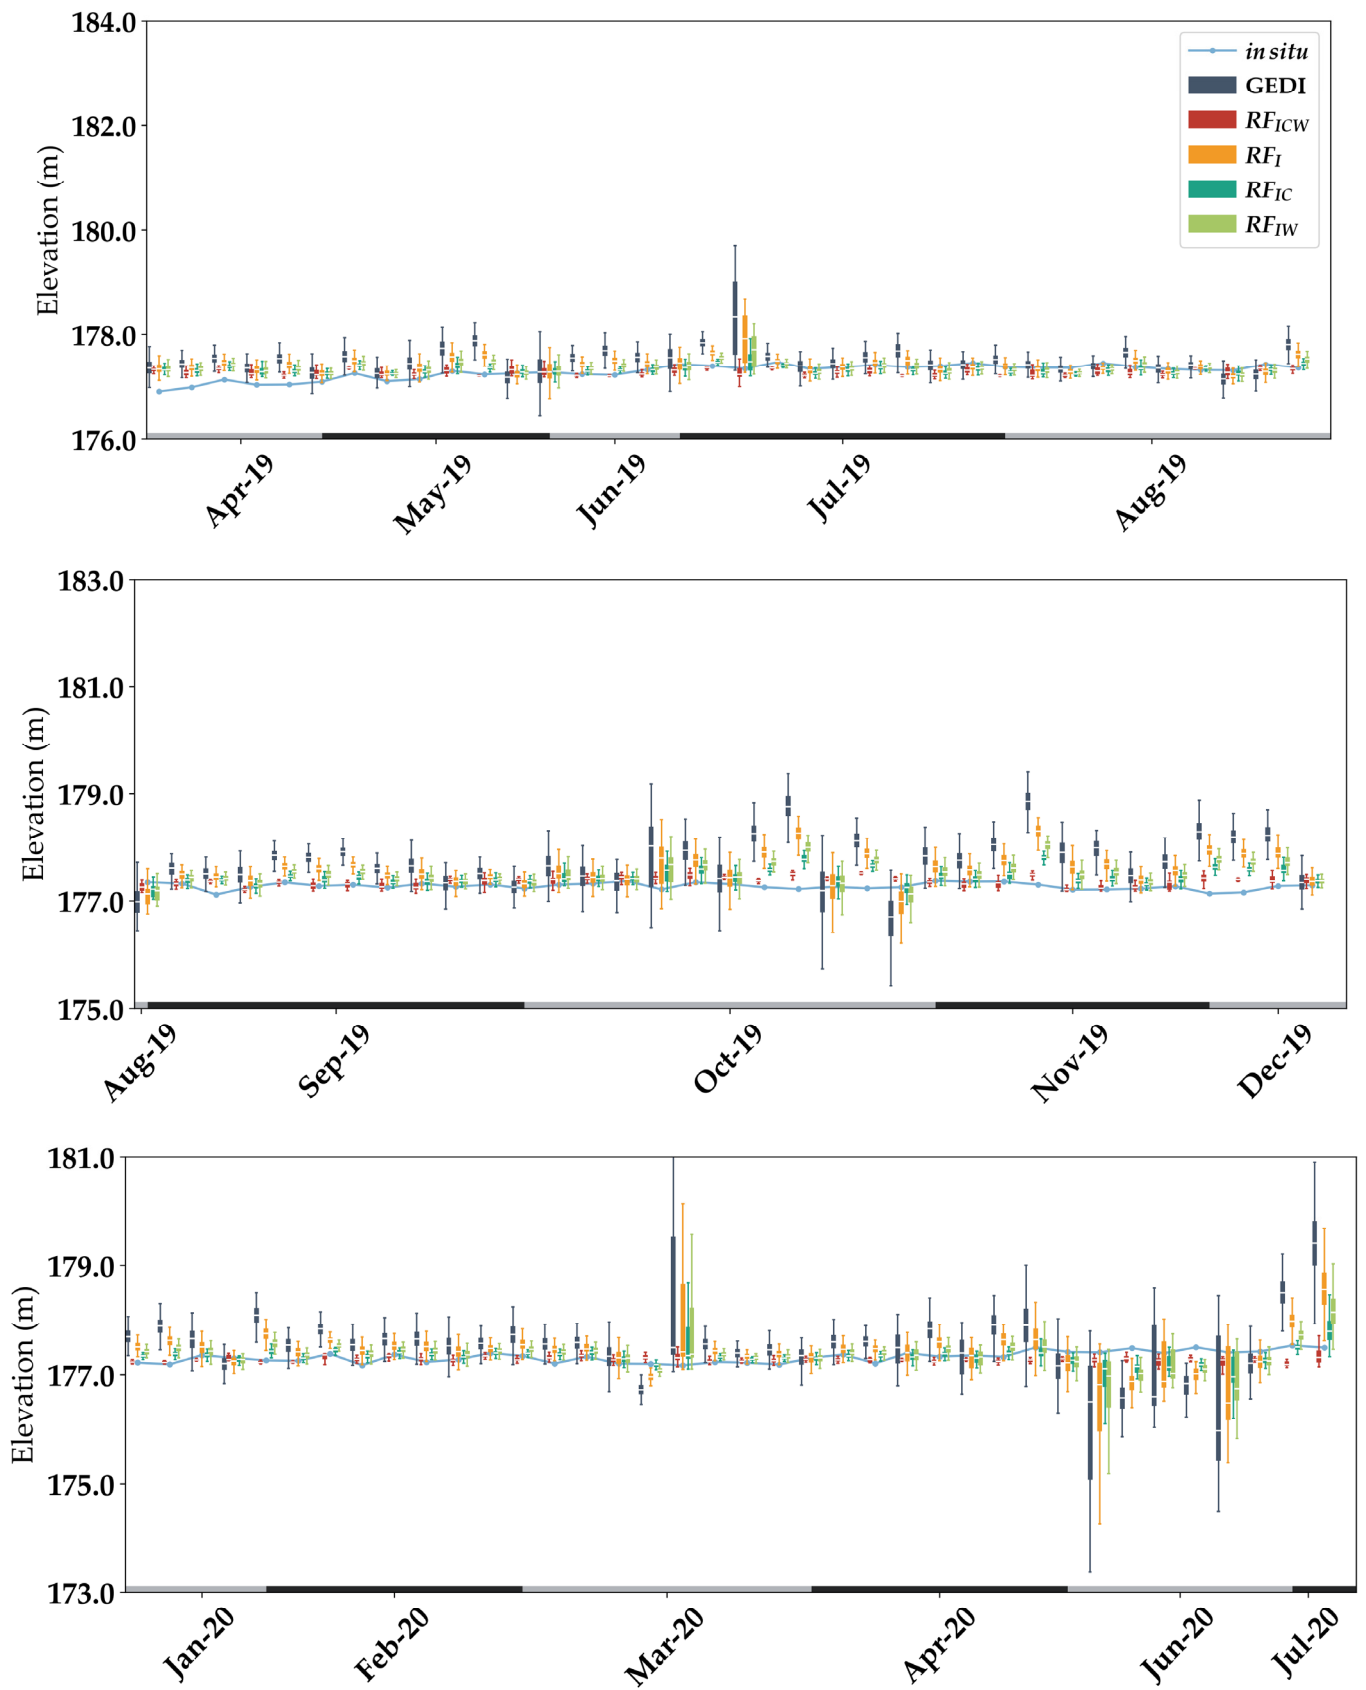 184.0
182.0
180.0
178.0
176.0
Elevation (m)
in situ
GEDI
RF_ICW
RF_I
RF_IC
RF_IW
Apr-19
May-19
Jun-19
Jul-19
Aug-19
183.0
181.0
179.0
177.0
175.0
Elevation (m)
Aug-19
Sep-19
Oct-19
Nov-19
Dec-19
181.0
179.0
177.0
175.0
173.0
Elevation (m)
Jan-20
Feb-20
Mar-20
Apr-20
Jun-20
Jul-20